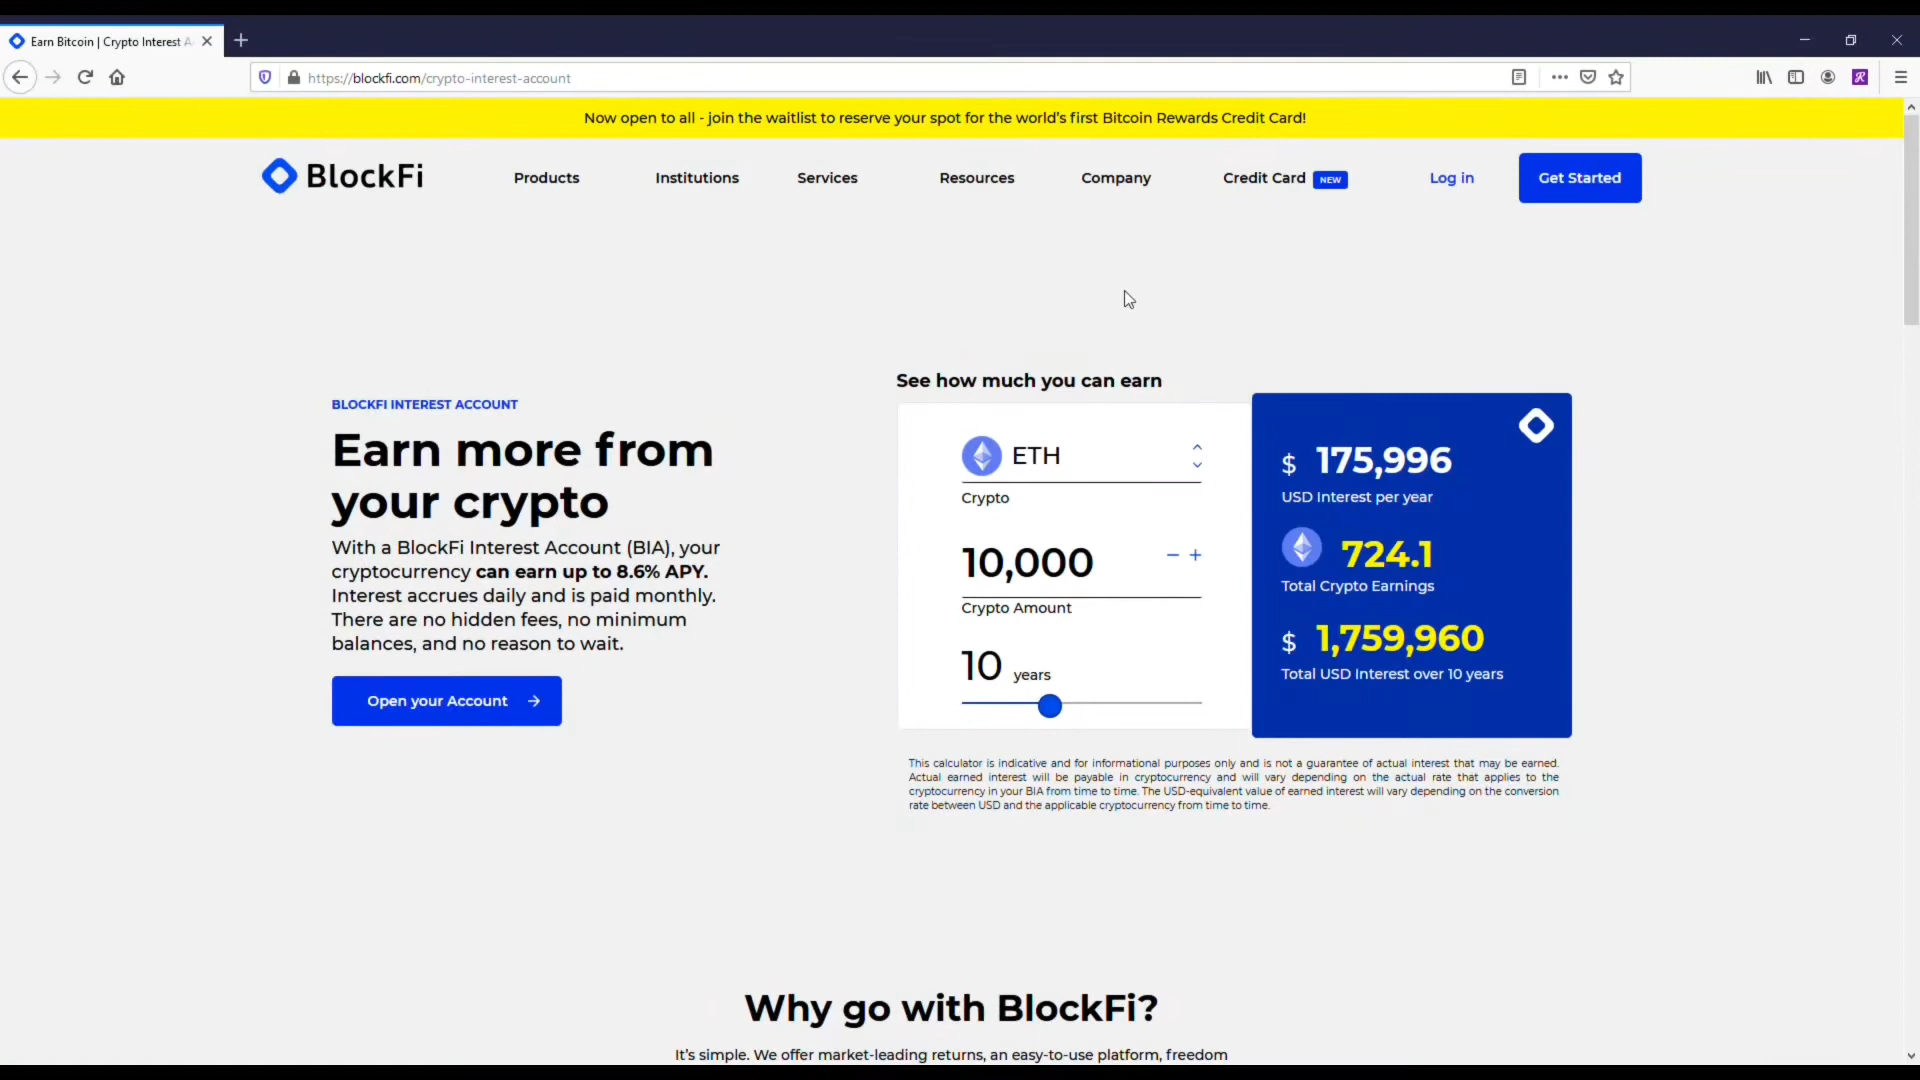 Earn Bitcoin | Crypto Interest A
https://blockfi.com/crypto-interest-account
Now open to all - join the waitlist to reserve your spot for the world's first Bitcoin Rewards Credit Card!
BlockFi
Products
Institutions
Services
Resources
Company
Credit Card NEW
Log in
Get Started
BLOCKFI INTEREST ACCOUNT
Earn more from
your crypto
With a BlockFi Interest Account (BIA), your
cryptocurrency can earn up to 8.6% APY.
Interest accrues daily and is paid monthly.
There are no hidden fees, no minimum
balances, and no reason to wait.
Open your Account
See how much you can earn
ETH
Crypto
10,000
Crypto Amount
10 years
$ 175,996
USD Interest per year
724.1
Total Crypto Earnings
$ 1,759,960
Total USD Interest over 10 years
This calculator is indicative and for informational purposes only and is not a guarantee of actual interest that may be earned.
Actual earned interest will be payable in cryptocurrency and will vary depending on the actual rate that applies to the
cryptocurrency in your BIA from time to time. The USD-equivalent value of earned interest will vary depending on the conversion
rate between USD and the applicable cryptocurrency from time to time.
Why go with BlockFi?
It's simple. We offer market-leading returns, an easy-to-use platform, freedom